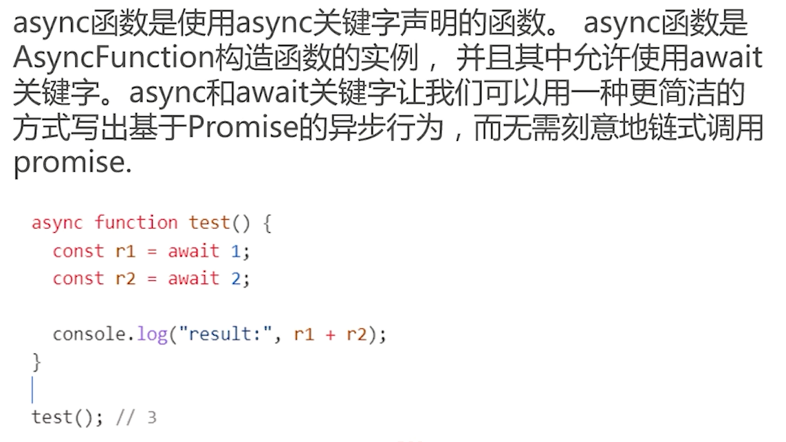 async函数是使用async关键字声明的函数。 async函数是
AsyncFunction构造函数的实例， 并且其中允许使用await
关键字。async和await关键字让我们可以用一种更简洁的
方式写出基于Promise的异步行为，而无需刻意地链式调用
promise.
async function test() {
  const r1 = await 1;
  const r2 = await 2;
  console.log("result:", r1 + r2);
}
test(); // 3